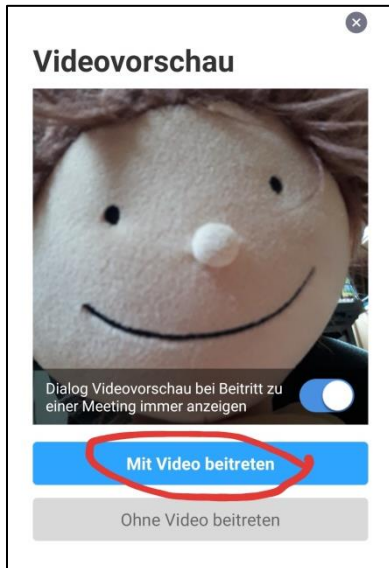 Videovorschau
Dialog Videovorschau bei Beitritt zu
einer Meeting immer anzeigen
Mit Video beitreten
Ohne Video beitreten